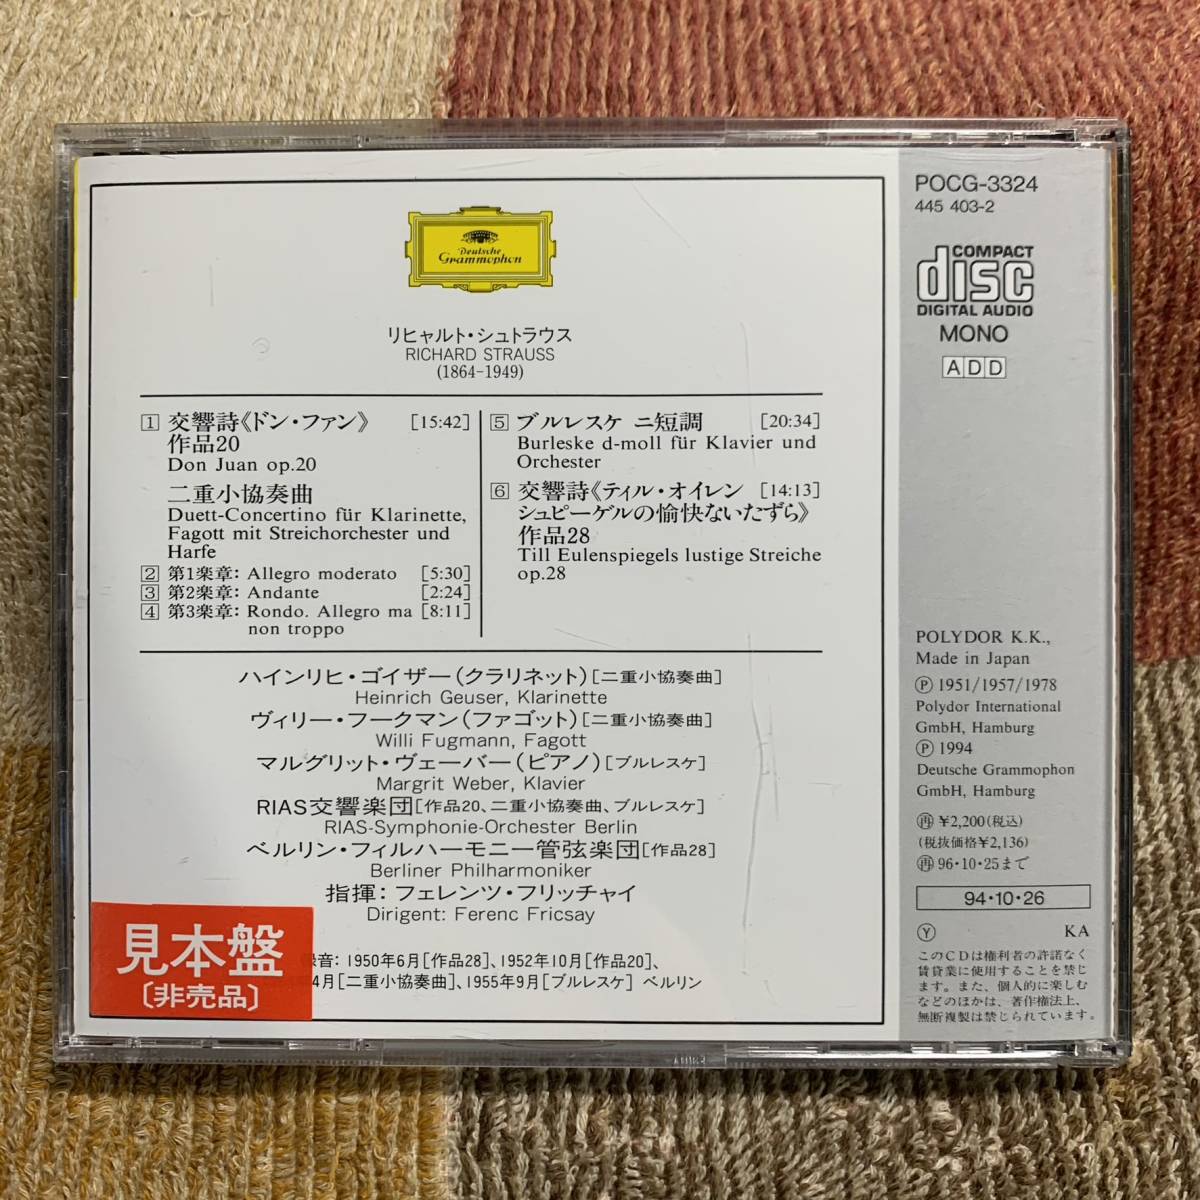 Deutsche
Grammophon
リヒャルト・シュトラウス
RICHARD STRAUSS
(1864-1949)
1 交響詩《ドン・ファン》 [15:42]
作品20
Don Juan op.20
二重小協奏曲
Duett-Concertino für Klarinette,
Fagott mit Streichorchester und
Harfe
2 第1楽章: Allegro moderato [5:30]
3 第2楽章: Andante [2:24]
4 第3楽章: Rondo. Allegro ma [8:11]
non troppo
5 ブルレスケ ニ短調 [20:34]
Burleske d-moll für Klavier und
Orchester
6 交響詩《ティル・オイレン [14:13]
シュピーゲルの愉快ないたずら》
作品28
Till Eulenspiegels lustige Streiche
op.28
ハインリヒ・ゴイザー(クラリネット)[二重小協奏曲]
Heinrich Geuser, Klarinette
ヴィリー・フークマン(ファゴット)[二重小協奏曲]
Willi Fugmann, Fagott
マルグリット・ヴェーバー(ピアノ)[ブルレスケ]
Margrit Weber, Klavier
RIAS交響楽団[作品20、二重小協奏曲、ブルレスケ]
RIAS-Symphonie-Orchester Berlin
ベルリン・フィルハーモニー管弦楽団[作品28]
Berliner Philharmoniker
指揮: フェレンツ・フリッチャイ
Dirigent: Ferenc Fricsay
音: 1950年6月[作品28]、1952年10月[作品20]、
4月[二重小協奏曲]、1955年9月[ブルレスケ] ベルリン
見本盤
〔非売品〕
POCG-3324
445 403-2
COMPACT
disc
DIGITAL AUDIO
MONO
ADD
POLYDOR K.K.,
Made in Japan
℗ 1951/1957/1978
Polydor International
GmbH, Hamburg
℗ 1994
Deutsche Grammophon
GmbH, Hamburg
再 ¥2,200(税込)
(税抜価格¥2,136)
再 96・10・25まで
94・10・26
Y KA
このCDは権利者の許諾なく
賃貸業に使用することを禁じ
ます。また、個人的に楽しむ
などのほかは、著作権法上、
無断複製は禁じられています。